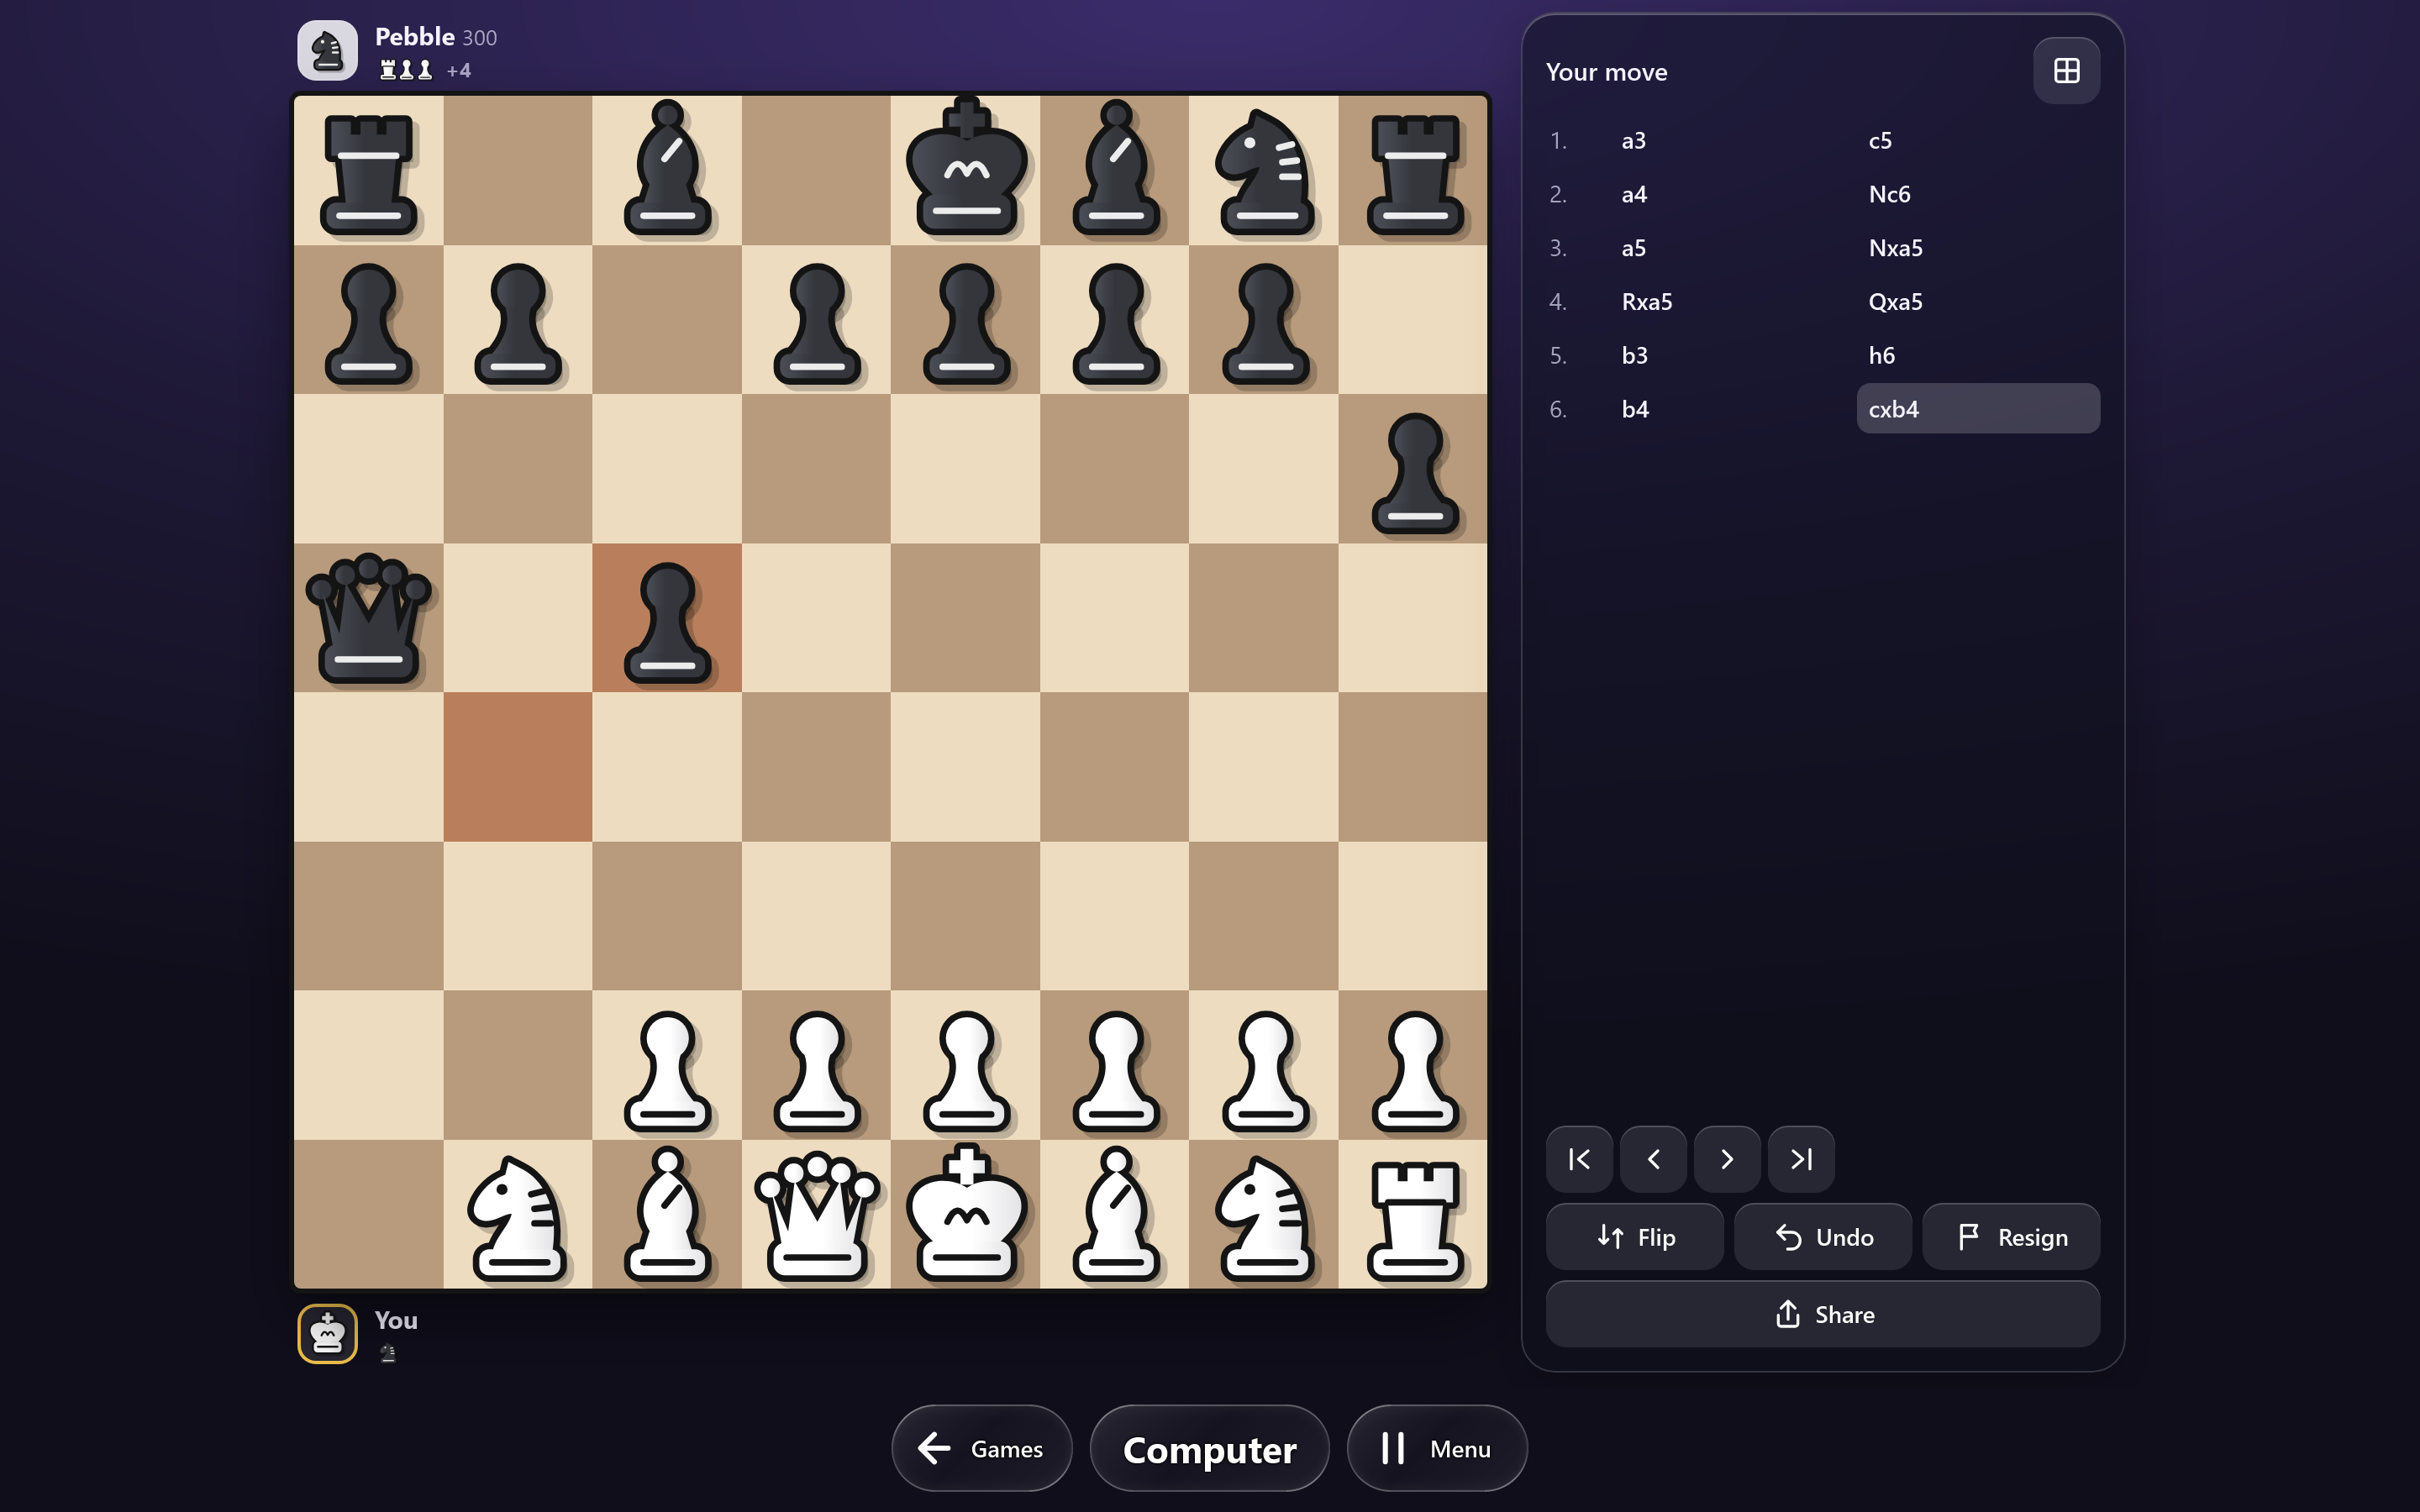 Pebble 300
+4
Your move
1. a3 c5
2. a4 Nc6
3. a5 Nxa5
4. Rxa5 Qxa5
5. b3 h6
6. b4 cxb4
Flip Undo Resign
Share
You
Games Computer Menu